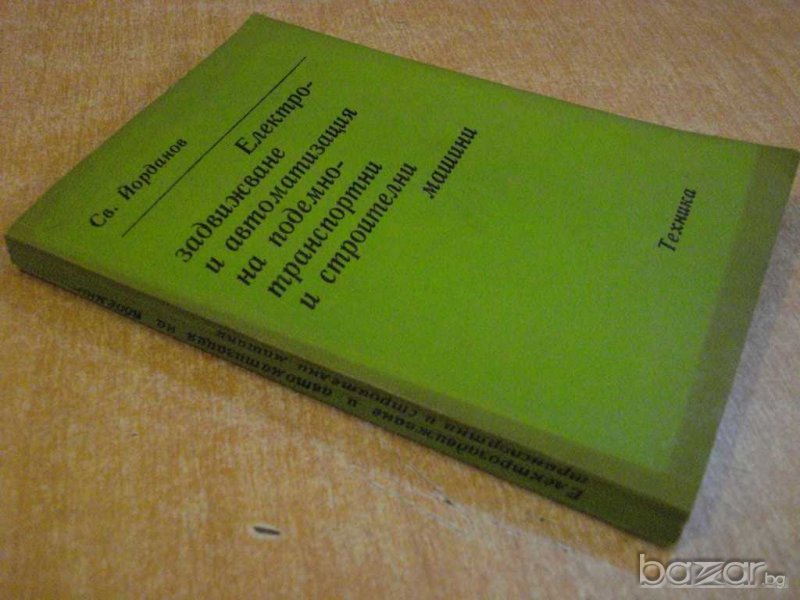 Св. Йорданов
Електро-
задвижване
и автоматизация
на подемно-
транспортни
и строителни
машини
Техника
Електрозадвижване и автоматизация на подемно-
транспортни и строителни машини
bazar.bg